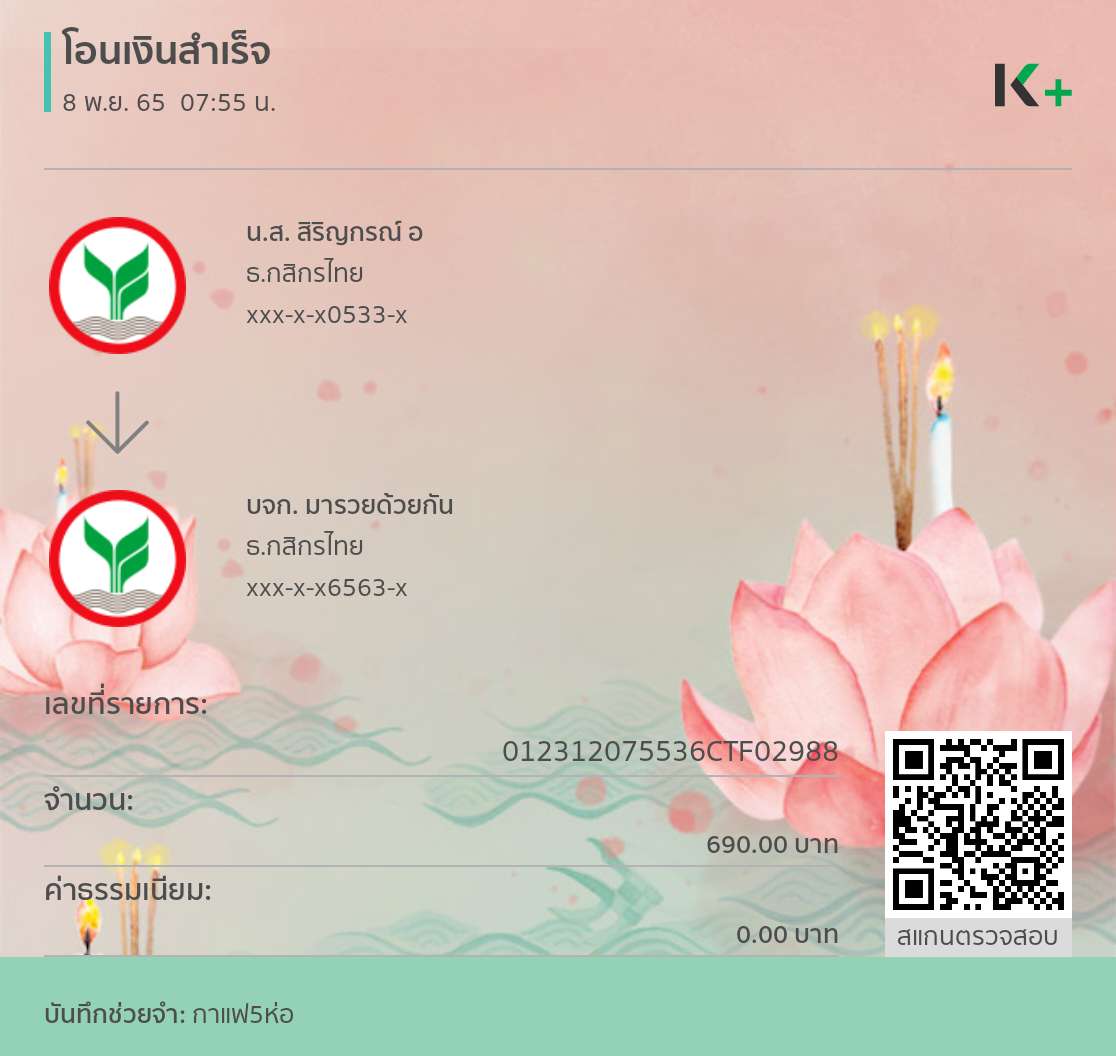 โอนเงินสำเร็จ
8 พ.ย. 65 07:55 น.
K+
น.ส. สิริญกรณ์ อ
ธ.กสิกรไทย
xxx-x-x0533-x
บจก. มารวยด้วยกัน
ธ.กสิกรไทย
xxx-x-x6563-x
เลขที่รายการ:
012312075536CTF02988
จำนวน:
690.00 บาท
ค่าธรรมเนียม:
0.00 บาท
สแกนตรวจสอบ
บันทึกช่วยจำ: กาแฟ5ห่อ